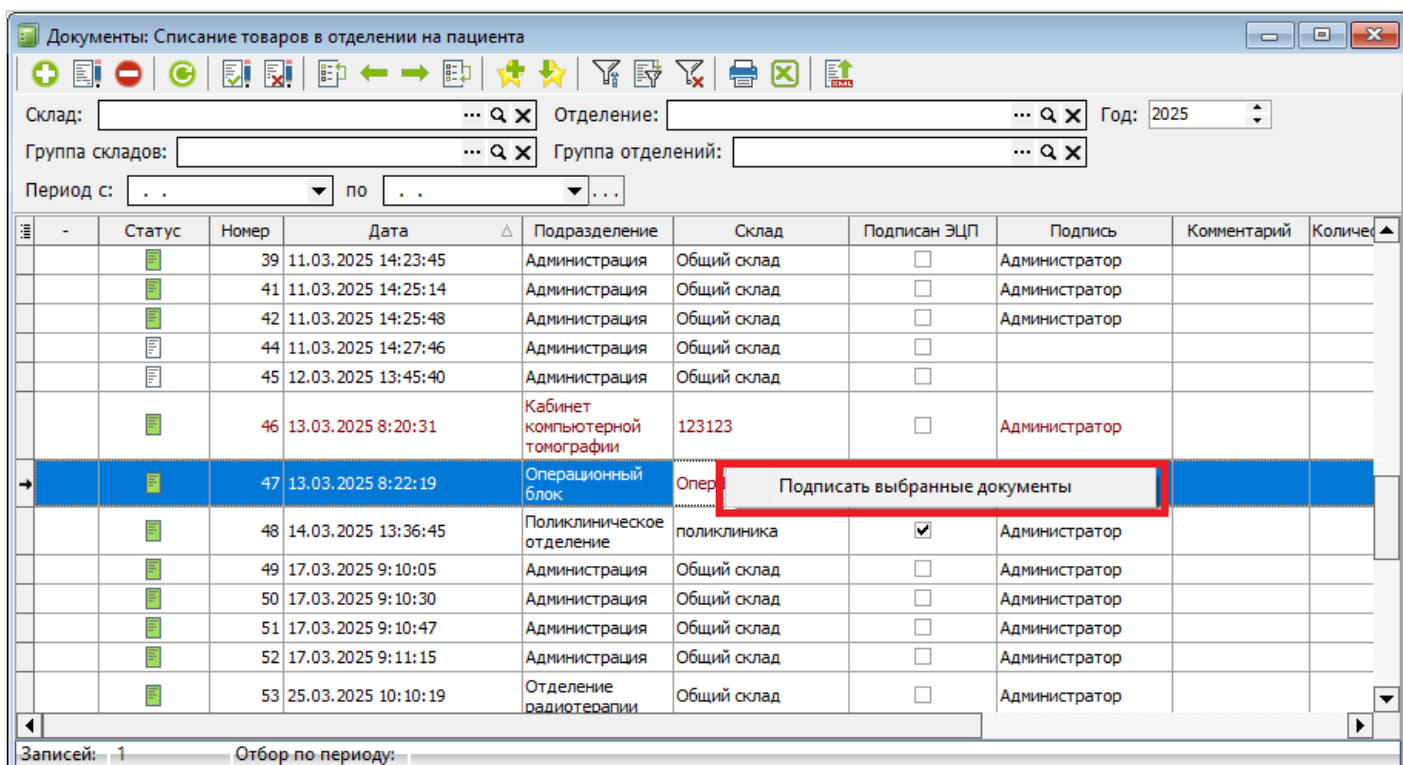 Документы: Списание товаров в отделении на пациента
XML
Склад: ... Отделение: ... Год: 2025
Группа складов: ... Группа отделений: ...
Период с: . . по . . ...
- Статус Номер Дата Подразделение Склад Подписан ЭЦП Подпись Комментарий Количес
39 11.03.2025 14:23:45 Администрация Общий склад Администратор
41 11.03.2025 14:25:14 Администрация Общий склад Администратор
42 11.03.2025 14:25:48 Администрация Общий склад Администратор
44 11.03.2025 14:27:46 Администрация Общий склад
45 12.03.2025 13:45:40 Администрация Общий склад
Кабинет
46 13.03.2025 8:20:31 компьютерной 123123 Администратор
томографии
Операционный
47 13.03.2025 8:22:19 Опер Подписать выбранные документы
блок
Поликлиническое
48 14.03.2025 13:36:45 поликлиника Администратор
отделение
49 17.03.2025 9:10:05 Администрация Общий склад Администратор
50 17.03.2025 9:10:30 Администрация Общий склад Администратор
51 17.03.2025 9:10:47 Администрация Общий склад Администратор
52 17.03.2025 9:11:15 Администрация Общий склад Администратор
Отделение
53 25.03.2025 10:10:19 Общий склад Администратор
радиотерапии
Записей: 1 Отбор по периоду: